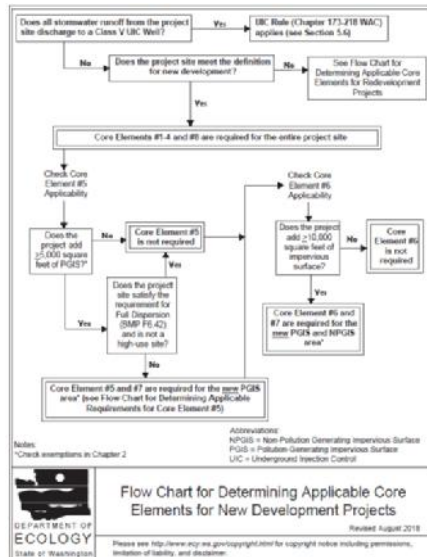 Does all stormwater runoff from the project
site discharge to a Class V UIC Well?
Yes
UIC Rule (Chapter 173-218 WAC)
applies (see Section 5.6)
No
Does the project site meet the definition
for new development?
No
See Flow Chart for
Determining Applicable Core
Elements for Redevelopment
Projects
Yes
Core Elements #1-4 and #8 are required for the entire project site
Check Core
Element #5
Applicability
Check Core
Element #6
Applicability
Does the
project add
≥5,000 square
feet of PGIS?*
No
Core Element #5
is not required
Does the project
add ≥10,000
square feet of
impervious
surface?
No
Core
Element #6
is not
required
Yes
Yes
Does the project
site satisfy the
requirement for
Full Dispersion
(BMP F6.42)
and is not a
high-use site?
Yes
Core Element #6 and
#7 are required for the
new PGIS and NPGIS
area*
No
Core Element #5 and #7 are required for the new PGIS
area* (see Flow Chart for Determining Applicable
Requirements for Core Element #5)
Notes:
*Check exemptions in Chapter 2
Abbreviations:
NPGIS = Non-Pollution Generating Impervious Surface
PGIS = Pollution-Generating Impervious Surface
UIC = Underground Injection Control
DEPARTMENT OF
ECOLOGY
State of Washington
Flow Chart for Determining Applicable Core
Elements for New Development Projects
Revised August 2018
Please see http://www.ecy.wa.gov/copyright.html for copyright notice including permissions,
limitation of liability, and disclaimer.